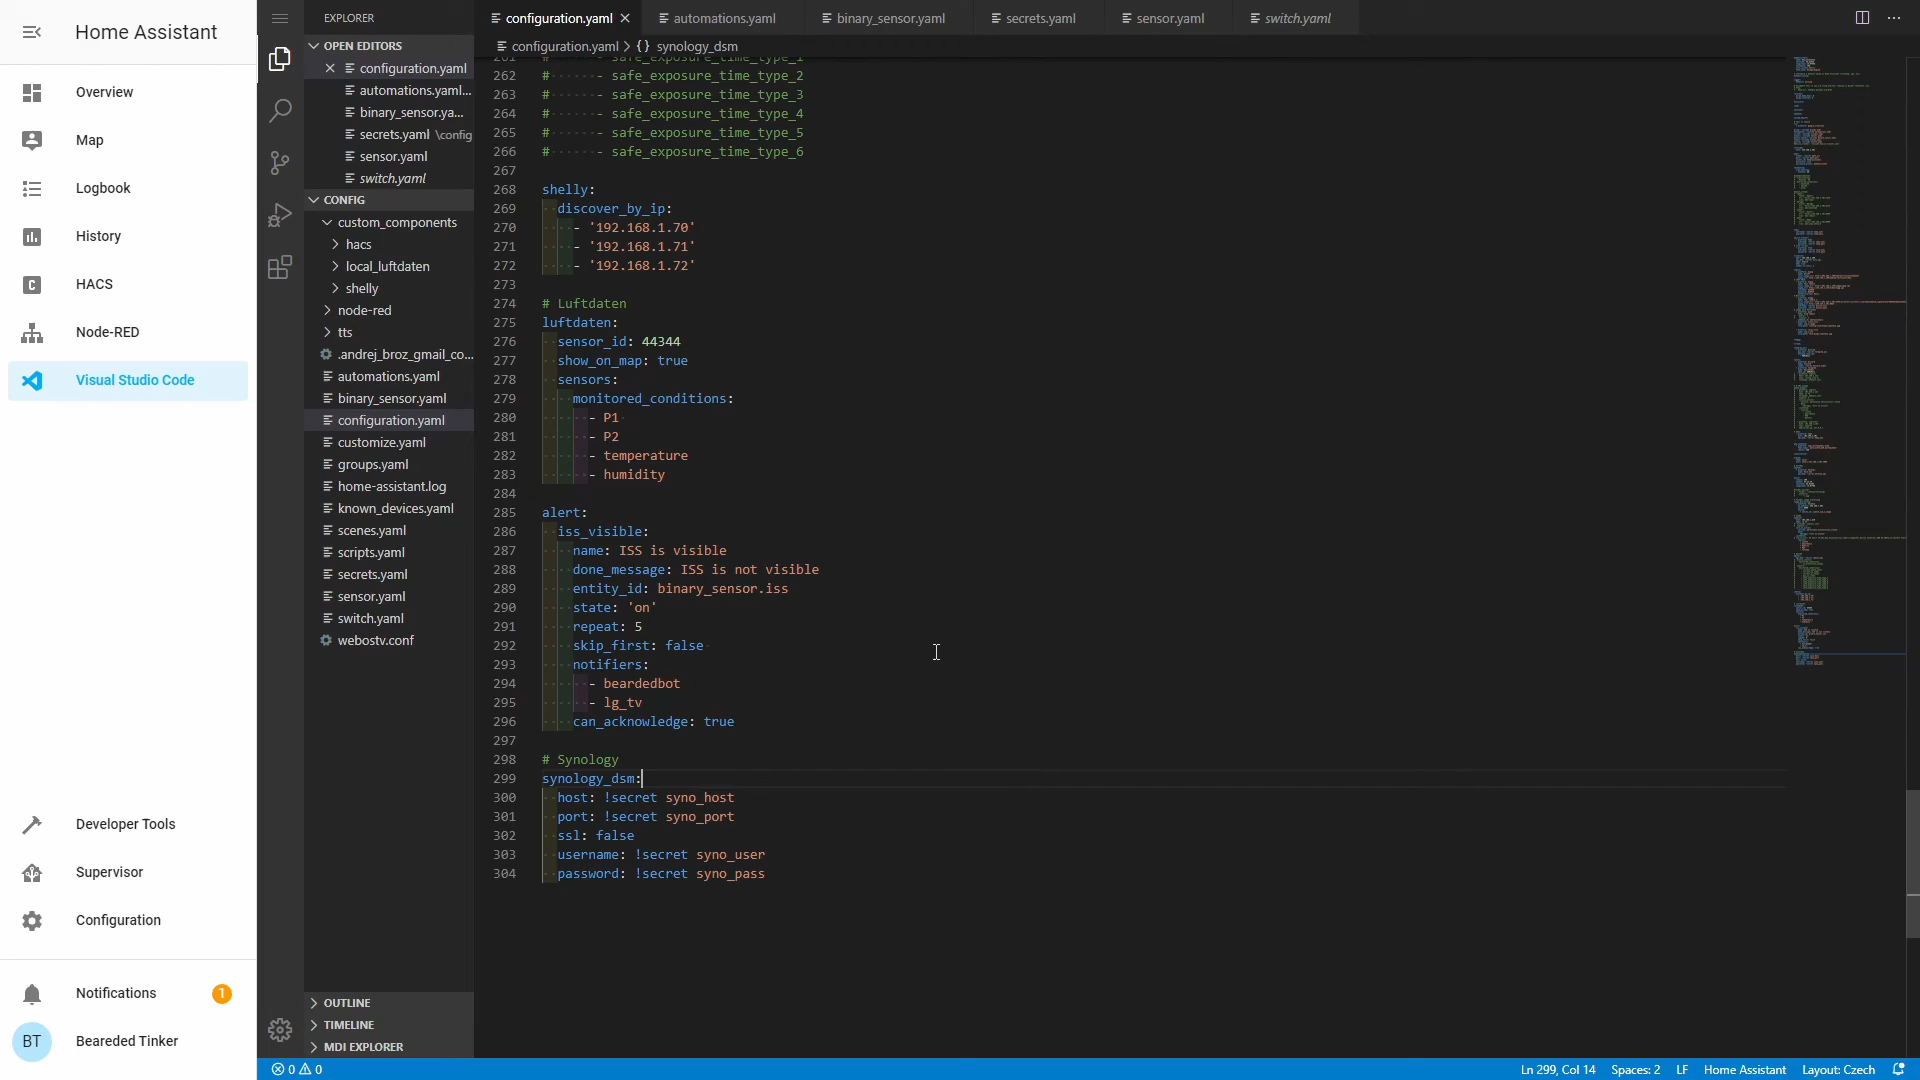 Home Assistant
Overview
Map
Logbook
History
HACS
Node-RED
Visual Studio Code
Developer Tools
Supervisor
Configuration
Notifications
1
BT
Beareded Tinker
EXPLORER
OPEN EDITORS
configuration.yaml
automations.yaml...
binary_sensor.ya...
secrets.yaml \config
sensor.yaml
switch.yaml
CONFIG
custom_components
hacs
local_luftdaten
shelly
node-red
tts
.andrej_broz_gmail_co...
automations.yaml
binary_sensor.yaml
configuration.yaml
customize.yaml
groups.yaml
home-assistant.log
known_devices.yaml
scenes.yaml
scripts.yaml
secrets.yaml
sensor.yaml
switch.yaml
webostv.conf
OUTLINE
TIMELINE
MDI EXPLORER
configuration.yaml
automations.yaml
binary_sensor.yaml
secrets.yaml
sensor.yaml
switch.yaml
configuration.yaml > {} synology_dsm
261 # - safe_exposure_time_type_1
262 # - safe_exposure_time_type_2
263 # - safe_exposure_time_type_3
264 # - safe_exposure_time_type_4
265 # - safe_exposure_time_type_5
266 # - safe_exposure_time_type_6
267
268 shelly:
269 discover_by_ip:
270 - '192.168.1.70'
271 - '192.168.1.71'
272 - '192.168.1.72'
273
274 # Luftdaten
275 luftdaten:
276 sensor_id: 44344
277 show_on_map: true
278 sensors:
279 monitored_conditions:
280 - P1
281 - P2
282 - temperature
283 - humidity
284
285 alert:
286 iss_visible:
287 name: ISS is visible
288 done_message: ISS is not visible
289 entity_id: binary_sensor.iss
290 state: 'on'
291 repeat: 5
292 skip_first: false
293 notifiers:
294 - beardedbot
295 - lg_tv
296 can_acknowledge: true
297
298 # Synology
299 synology_dsm:
300 host: !secret syno_host
301 port: !secret syno_port
302 ssl: false
303 username: !secret syno_user
304 password: !secret syno_pass
0 0
Ln 299, Col 14
Spaces: 2
LF
Home Assistant
Layout: Czech